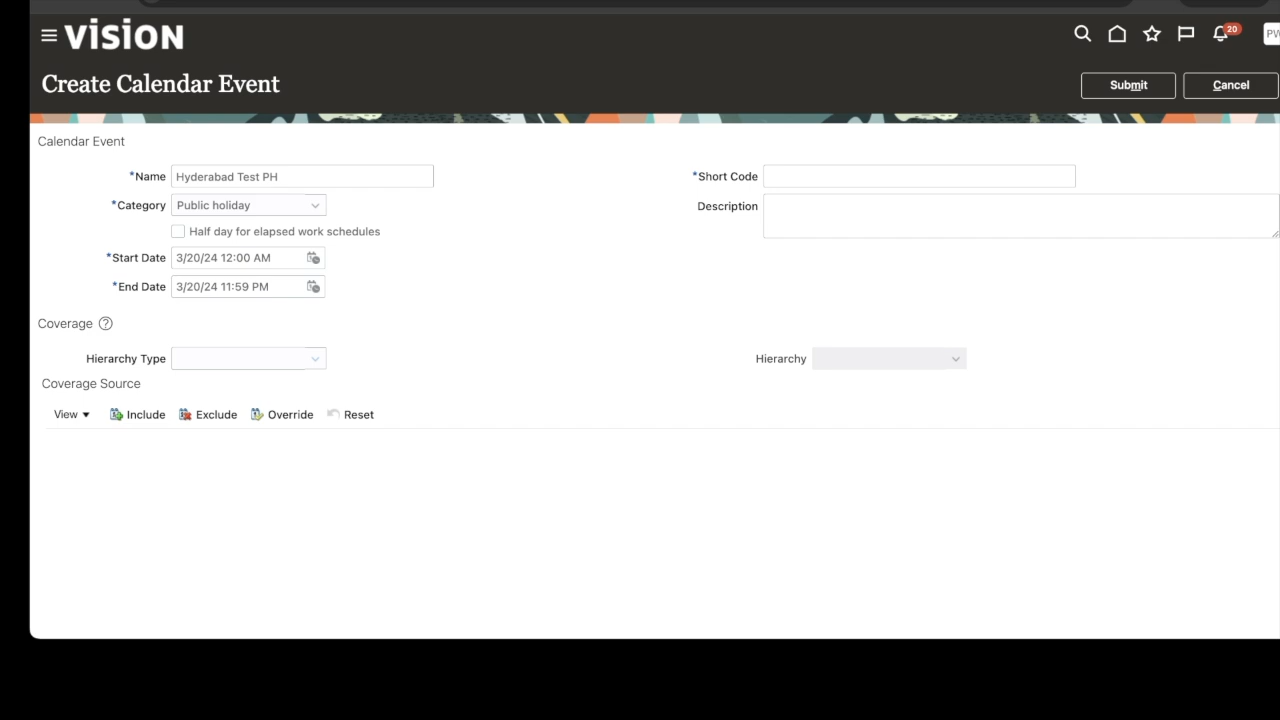 VISION
20
Create Calendar Event
Submit
Cancel
Calendar Event
*Name Hyderabad Test PH
*Short Code
*Category Public holiday
Description
Half day for elapsed work schedules
*Start Date 3/20/24 12:00 AM
*End Date 3/20/24 11:59 PM
Coverage ?
Hierarchy Type
Hierarchy
Coverage Source
View Include Exclude Override Reset